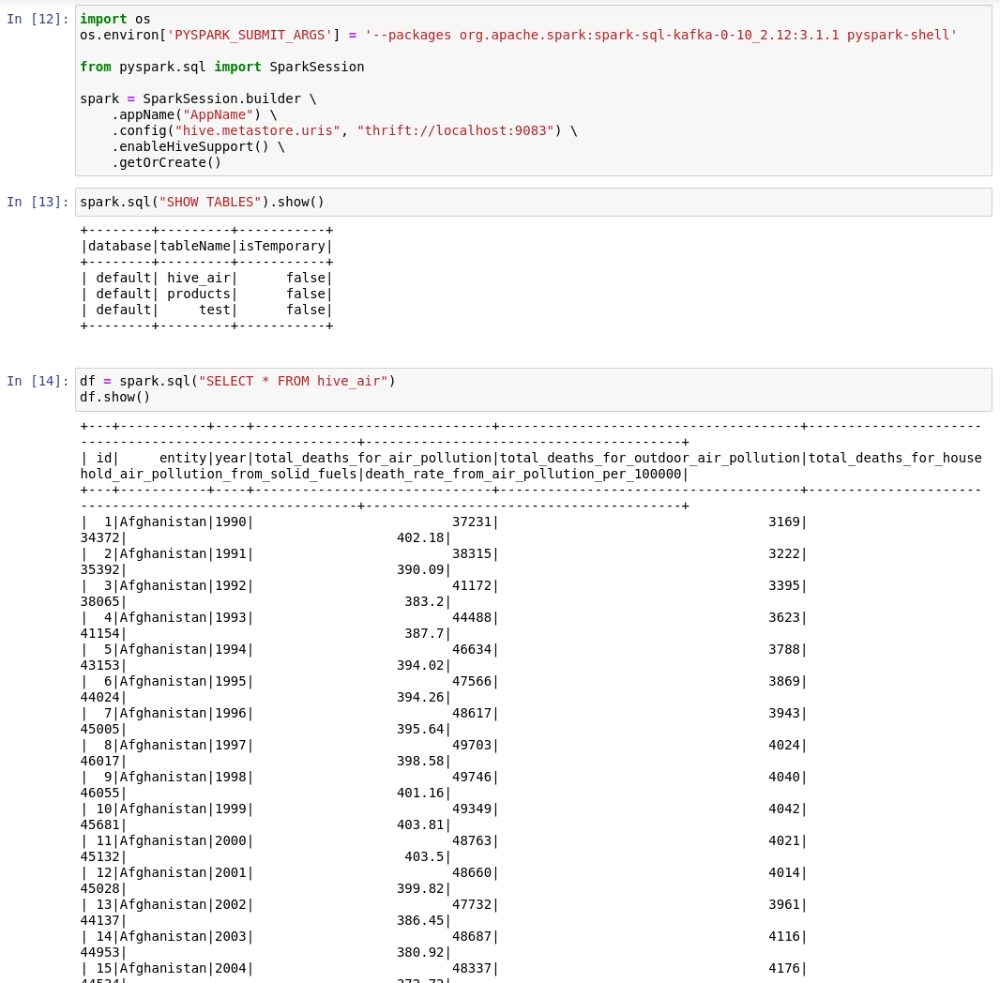 In [12]: import os
os.environ['PYSPARK_SUBMIT_ARGS'] = '--packages org.apache.spark:spark-sql-kafka-0-10_2.12:3.1.1 pyspark-shell'
from pyspark.sql import SparkSession
spark = SparkSession.builder \
.appName("AppName") \
.config("hive.metastore.uris", "thrift://localhost:9083") \
.enableHiveSupport() \
.getOrCreate()
In [13]: spark.sql("SHOW TABLES").show()
+--------+---------+-----------+
|database|tableName|isTemporary|
+--------+---------+-----------+
| default| hive_air|      false|
| default| products|      false|
| default|     test|      false|
+--------+---------+-----------+
In [14]: df = spark.sql("SELECT * FROM hive_air")
df.show()
+---+-----------+----+------------------------------+--------------------------------------+----------------------
-----------------------------------+----------------------------------------+
| id|     entity|year|total_deaths_for_air_pollution|total_deaths_for_outdoor_air_pollution|total_deaths_for_house
hold_air_pollution_from_solid_fuels|death_rate_from_air_pollution_per_100000|
+---+-----------+----+------------------------------+--------------------------------------+----------------------
-----------------------------------+----------------------------------------+
|  1|Afghanistan|1990|                         37231|                                  3169|
34372|                                  402.18|
|  2|Afghanistan|1991|                         38315|                                  3222|
35392|                                  390.09|
|  3|Afghanistan|1992|                         41172|                                  3395|
38065|                                   383.2|
|  4|Afghanistan|1993|                         44488|                                  3623|
41154|                                   387.7|
|  5|Afghanistan|1994|                         46634|                                  3788|
43153|                                  394.02|
|  6|Afghanistan|1995|                         47566|                                  3869|
44024|                                  394.26|
|  7|Afghanistan|1996|                         48617|                                  3943|
45005|                                  395.64|
|  8|Afghanistan|1997|                         49703|                                  4024|
46017|                                  398.58|
|  9|Afghanistan|1998|                         49746|                                  4040|
46055|                                  401.16|
| 10|Afghanistan|1999|                         49349|                                  4042|
45681|                                  403.81|
| 11|Afghanistan|2000|                         48763|                                  4021|
45132|                                   403.5|
| 12|Afghanistan|2001|                         48660|                                  4014|
45028|                                  399.82|
| 13|Afghanistan|2002|                         47732|                                  3961|
44137|                                  386.45|
| 14|Afghanistan|2003|                         48687|                                  4116|
44953|                                  380.92|
| 15|Afghanistan|2004|                         48337|                                  4176|